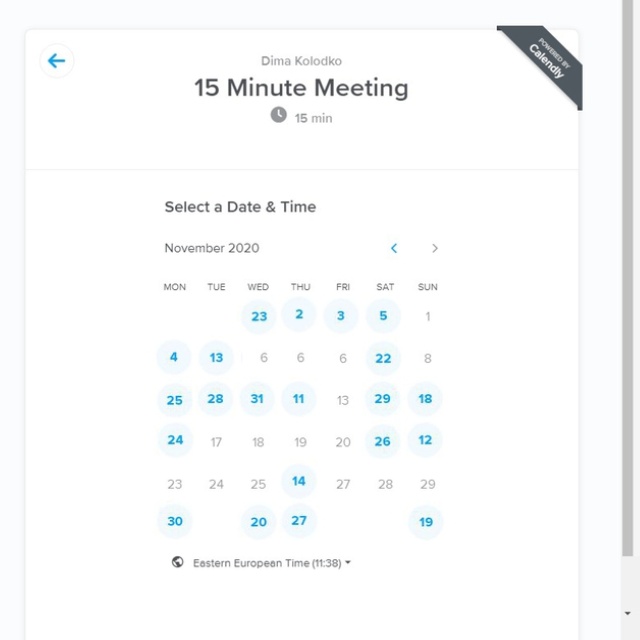 POWERED BY
Calendly
Dima Kolodko
15 Minute Meeting
15 min
Select a Date & Time
November 2020
MON TUE WED THU FRI SAT SUN
23 2 3 5 1
4 13 6 6 6 22 8
25 28 31 11 13 29 18
24 17 18 19 20 26 12
23 24 25 14 27 28 29
30 20 27 19
Eastern European Time (11:38)